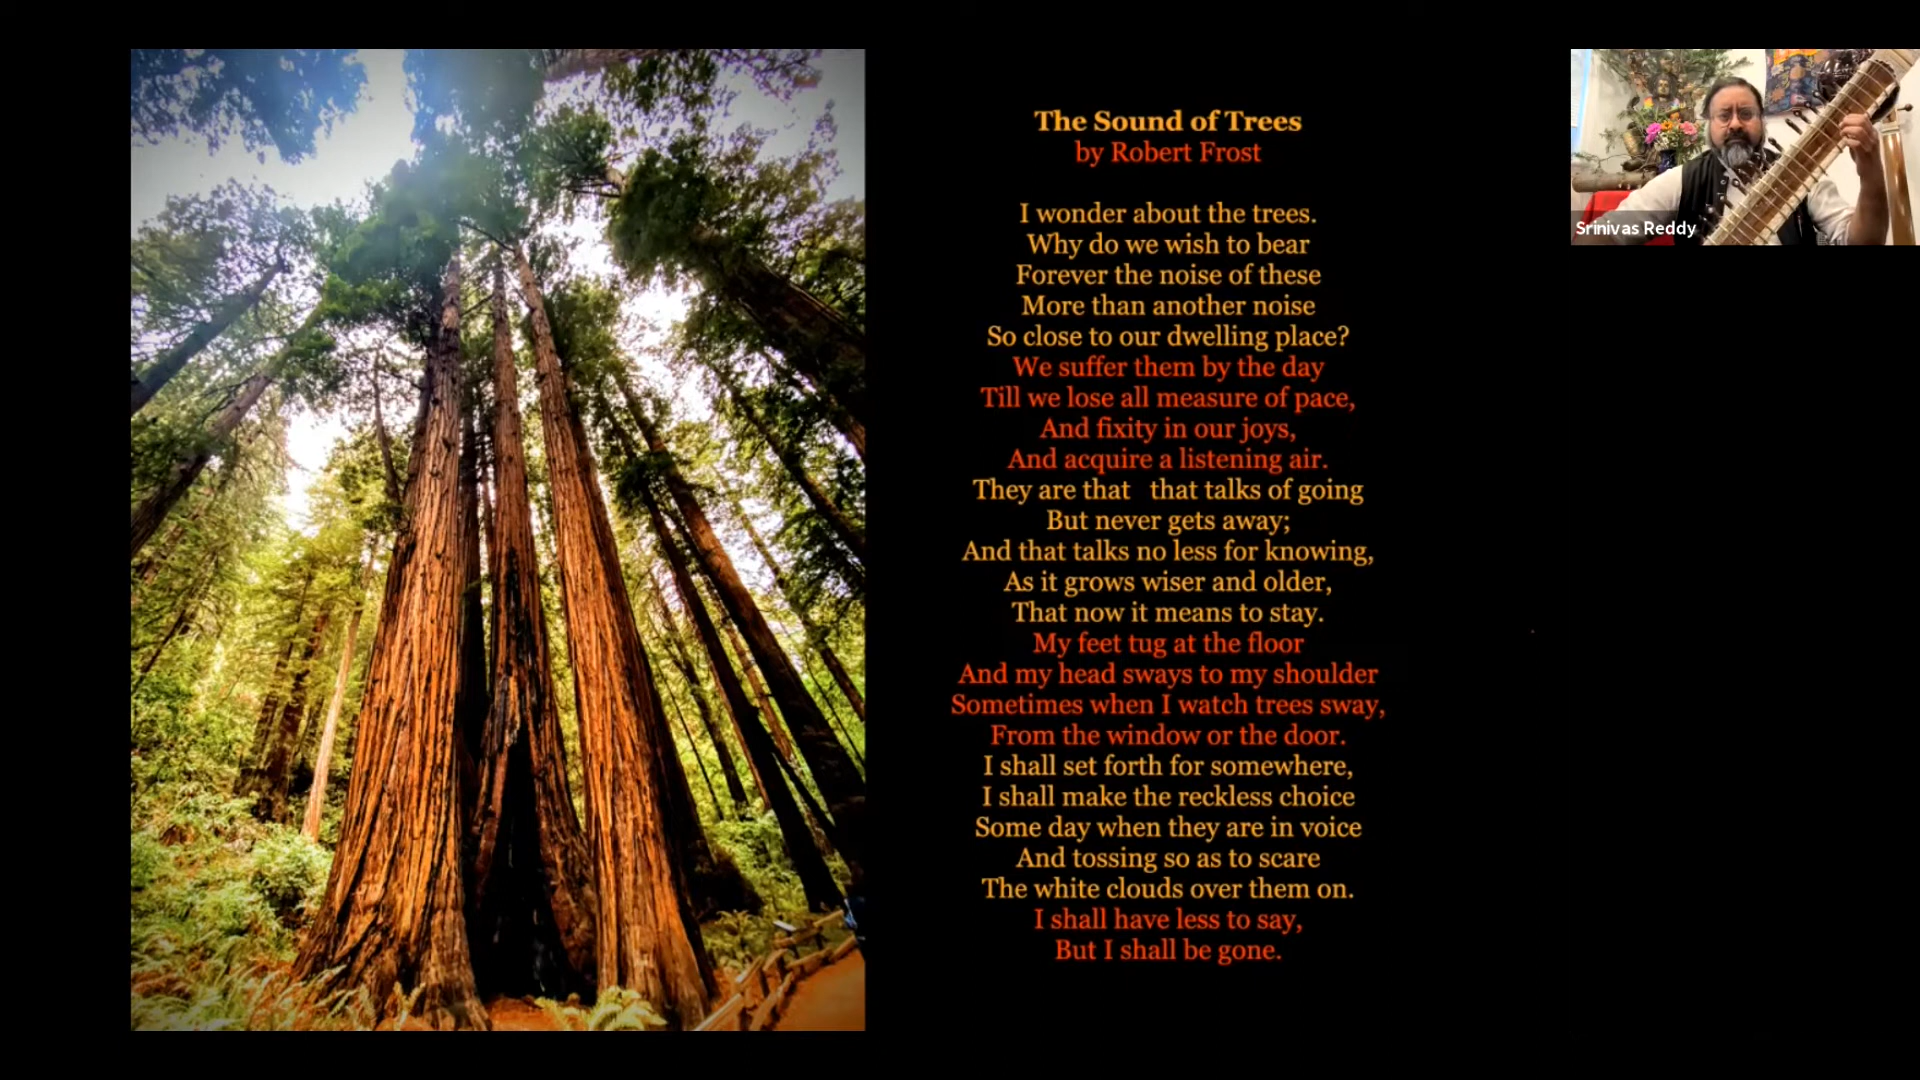 The Sound of Trees
by Robert Frost
I wonder about the trees.
Why do we wish to bear
Forever the noise of these
More than another noise
So close to our dwelling place?
We suffer them by the day
Till we lose all measure of pace,
And fixity in our joys,
And acquire a listening air.
They are that   that talks of going
But never gets away;
And that talks no less for knowing,
As it grows wiser and older,
That now it means to stay.
My feet tug at the floor
And my head sways to my shoulder
Sometimes when I watch trees sway,
From the window or the door.
I shall set forth for somewhere,
I shall make the reckless choice
Some day when they are in voice
And tossing so as to scare
The white clouds over them on.
I shall have less to say,
But I shall be gone.
Srinivas Reddy